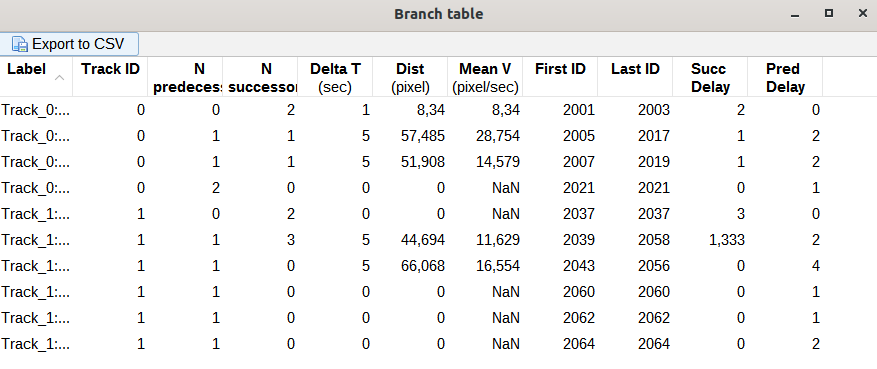 Branch table
Export to CSV
Label Track ID N predecess N successor Delta T (sec) Dist (pixel) Mean V (pixel/sec) First ID Last ID Succ Delay Pred Delay
Track_0:... 0 0 2 1 8,34 8,34 2001 2003 2 0
Track_0:... 0 1 1 5 57,485 28,754 2005 2017 1 2
Track_0:... 0 1 1 5 51,908 14,579 2007 2019 1 2
Track_0:... 0 2 0 0 0 NaN 2021 2021 0 1
Track_1:... 1 0 2 0 0 NaN 2037 2037 3 0
Track_1:... 1 1 3 5 44,694 11,629 2039 2058 1,333 2
Track_1:... 1 1 0 5 66,068 16,554 2043 2056 0 4
Track_1:... 1 1 0 0 0 NaN 2060 2060 0 1
Track_1:... 1 1 0 0 0 NaN 2062 2062 0 1
Track_1:... 1 1 0 0 0 NaN 2064 2064 0 2